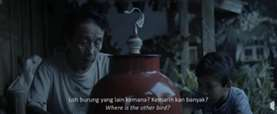 Loh burung yang lain kemana? Kemarin kan banyak?
Where is the other bird?